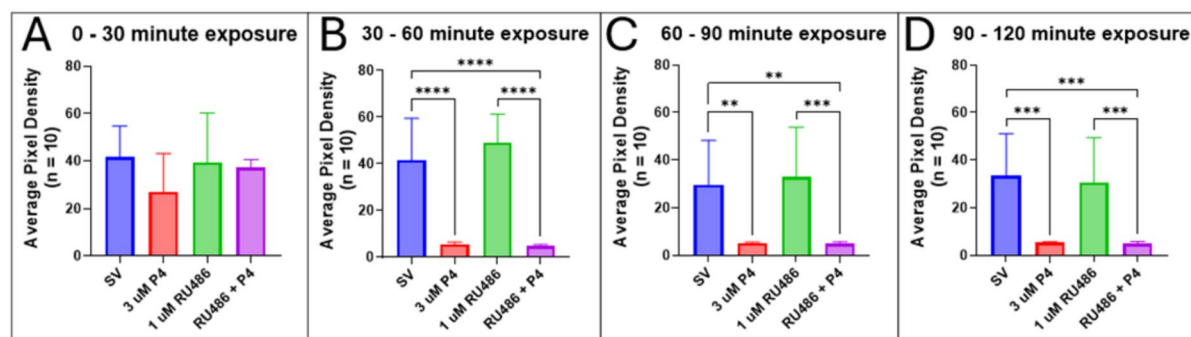 A 0 - 30 minute exposure
Average Pixel Density
(n = 10)
80
60
40
20
0
SV
3 uM P4
1 uM RU486
RU486 + P4
B 30 - 60 minute exposure
Average Pixel Density
(n = 10)
80
60
40
20
0
****
**** ****
SV
3 uM P4
1 uM RU486
RU486 + P4
C 60 - 90 minute exposure
Average Pixel Density
(n = 10)
80
60
40
20
0
**
** ***
SV
3 uM P4
1 uM RU486
RU486 + P4
D 90 - 120 minute exposure
Average Pixel Density
(n = 10)
80
60
40
20
0
***
*** ***
SV
3 uM P4
1 uM RU486
RU486 + P4